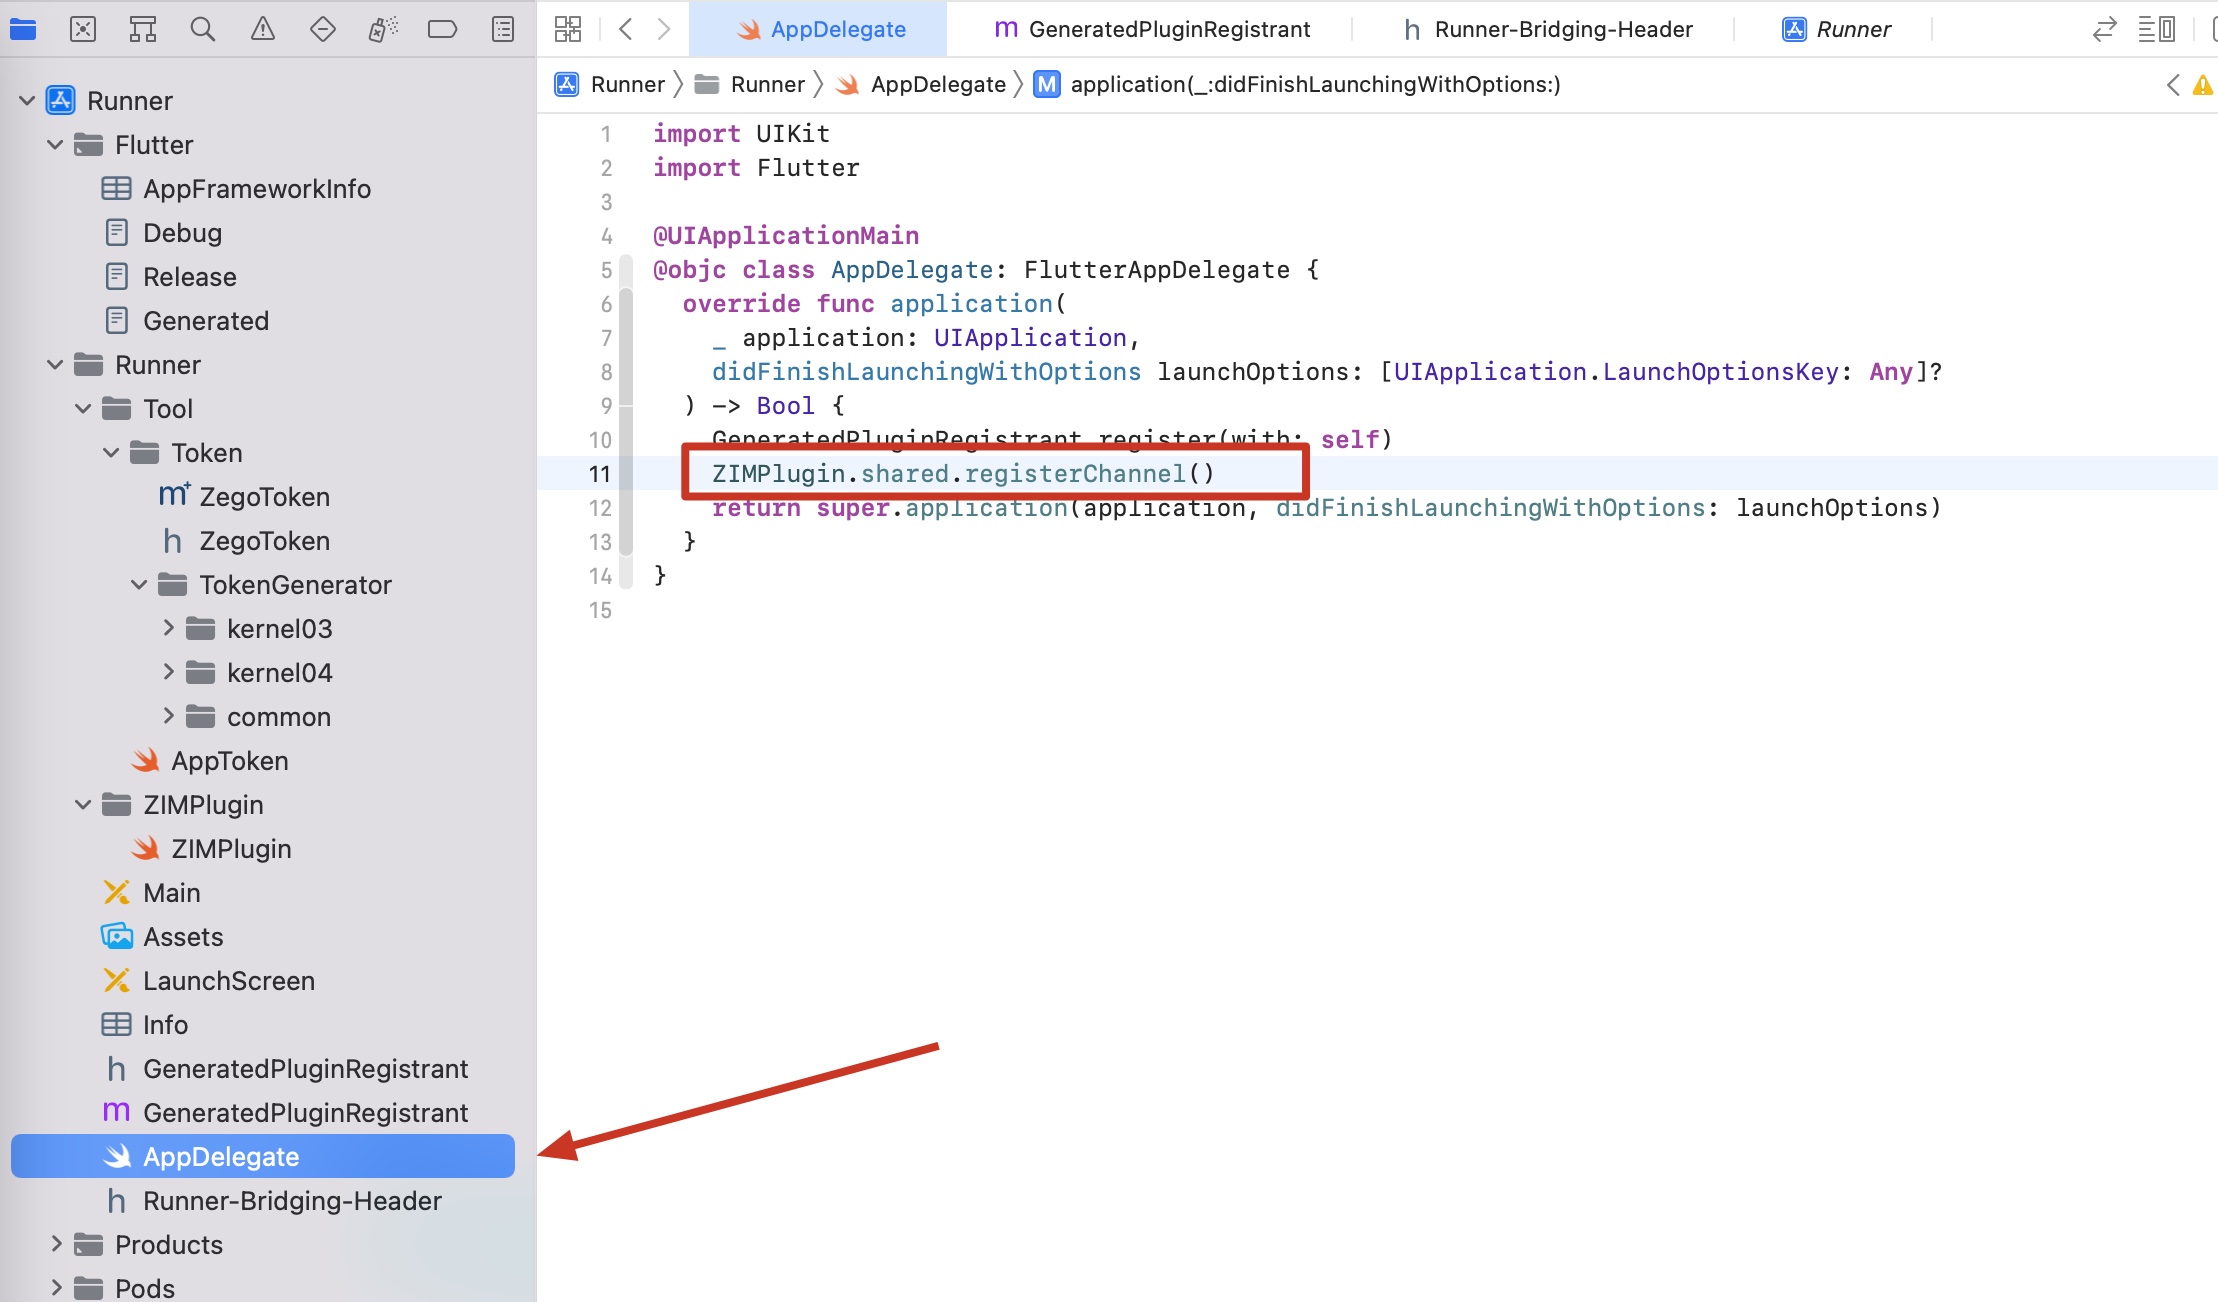 AppDelegate
m GeneratedPluginRegistrant
h Runner-Bridging-Header
Runner
Runner
Runner
AppDelegate
M application(_:didFinishLaunchingWithOptions:)
Runner
Flutter
AppFrameworkInfo
Debug
Release
Generated
Runner
Tool
Token
m+ ZegoToken
h ZegoToken
TokenGenerator
kernel03
kernel04
common
AppToken
ZIMPlugin
ZIMPlugin
Main
Assets
LaunchScreen
Info
h GeneratedPluginRegistrant
m GeneratedPluginRegistrant
AppDelegate
h Runner-Bridging-Header
Products
Pods
1 import UIKit
2 import Flutter
3
4 @UIApplicationMain
5 @objc class AppDelegate: FlutterAppDelegate {
6 override func application(
7 _ application: UIApplication,
8 didFinishLaunchingWithOptions launchOptions: [UIApplication.LaunchOptionsKey: Any]?
9 ) -> Bool {
10 GeneratedPluginRegistrant.register(with: self)
11 ZIMPlugin.shared.registerChannel()
12 return super.application(application, didFinishLaunchingWithOptions: launchOptions)
13 }
14 }
15